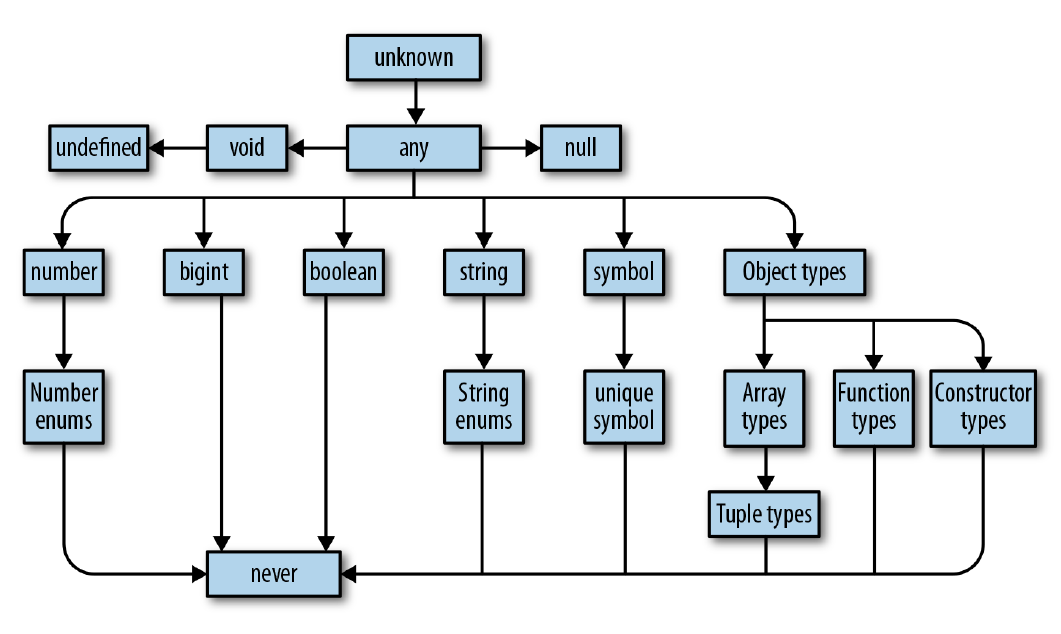 unknown
undefined
void
any
null
number
bigint
boolean
string
symbol
Object types
Number
enums
String
enums
unique
symbol
Array
types
Function
types
Constructor
types
Tuple types
never